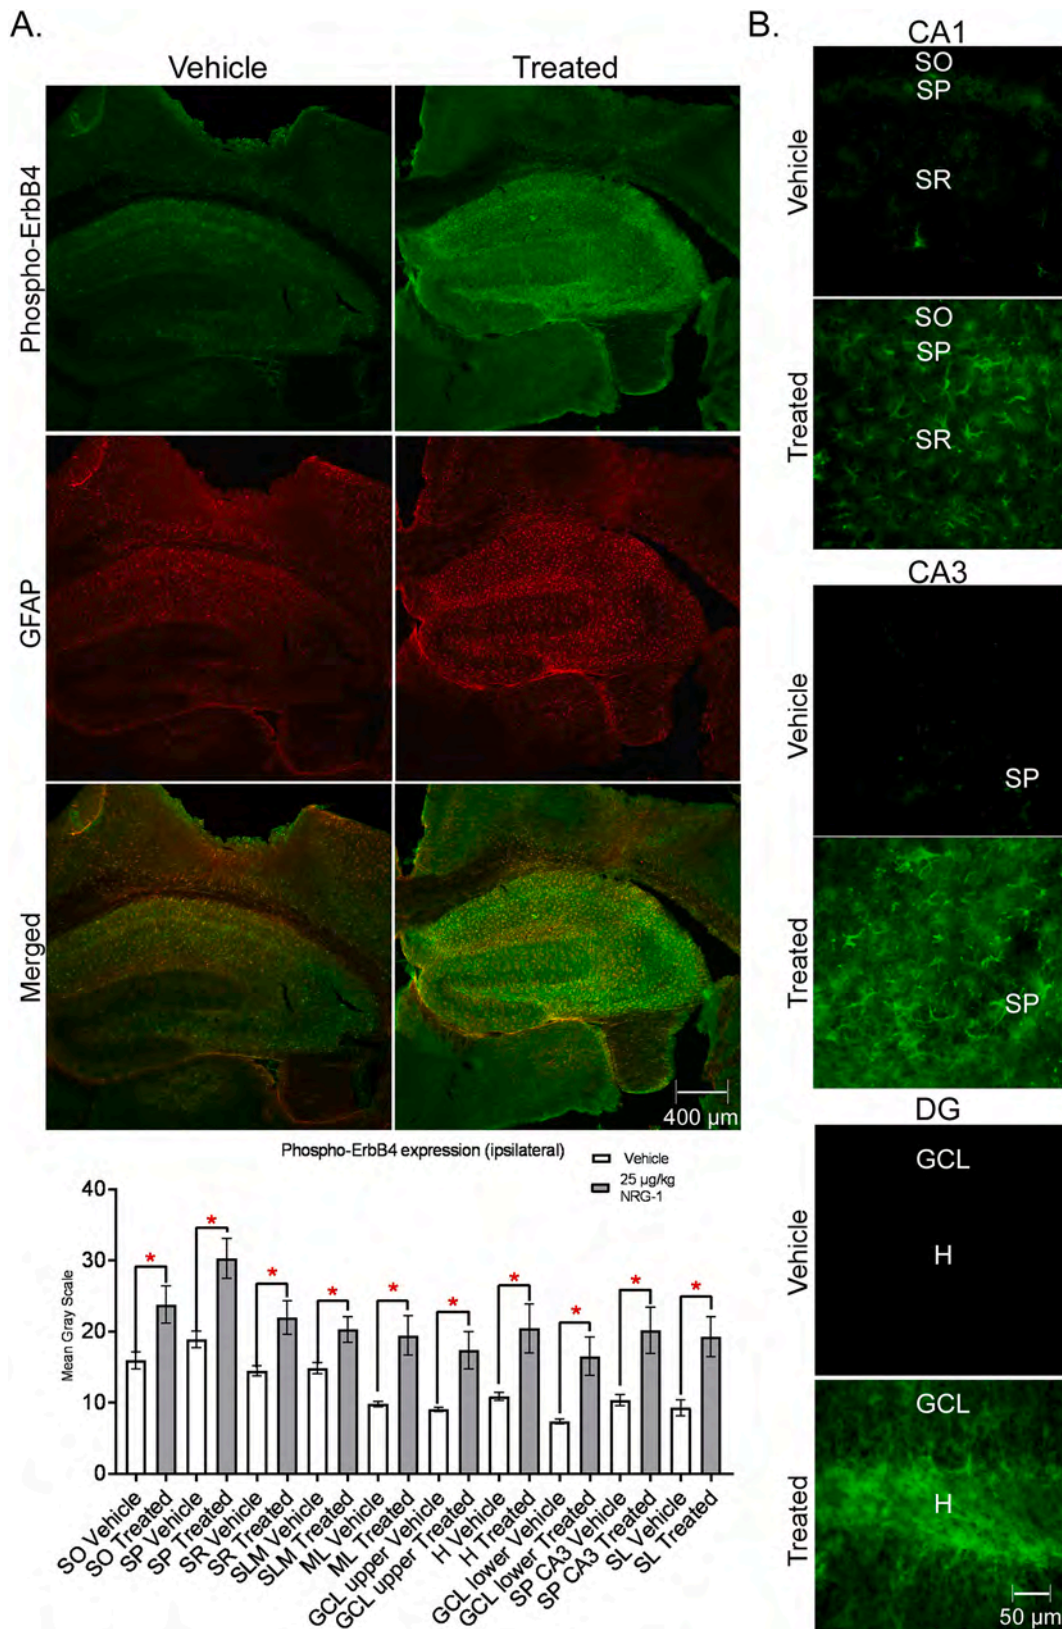 A.
Vehicle
Treated
Phospho-ErbB4
GFAP
Merged
400 µm
Phospho-ErbB4 expression (ipsilateral)
Vehicle
25 µg/kg
NRG-1
Mean Gray Scale
40
30
20
10
0
*
*
*
*
*
*
*
*
*
*
SO Vehicle
SO Treated
SP Vehicle
SP Treated
SR Vehicle
SR Treated
SLM Vehicle
SLM Treated
ML Vehicle
ML Treated
GCL upper Vehicle
GCL upper Treated
H Vehicle
H Treated
GCL lower Vehicle
GCL lower Treated
SP CA3 Vehicle
SP CA3 Treated
SL Vehicle
SL Treated
B.
CA1
Vehicle
SO
SP
SR
Treated
SO
SP
SR
CA3
Vehicle
SP
Treated
SP
DG
Vehicle
GCL
H
Treated
GCL
H
50 µm